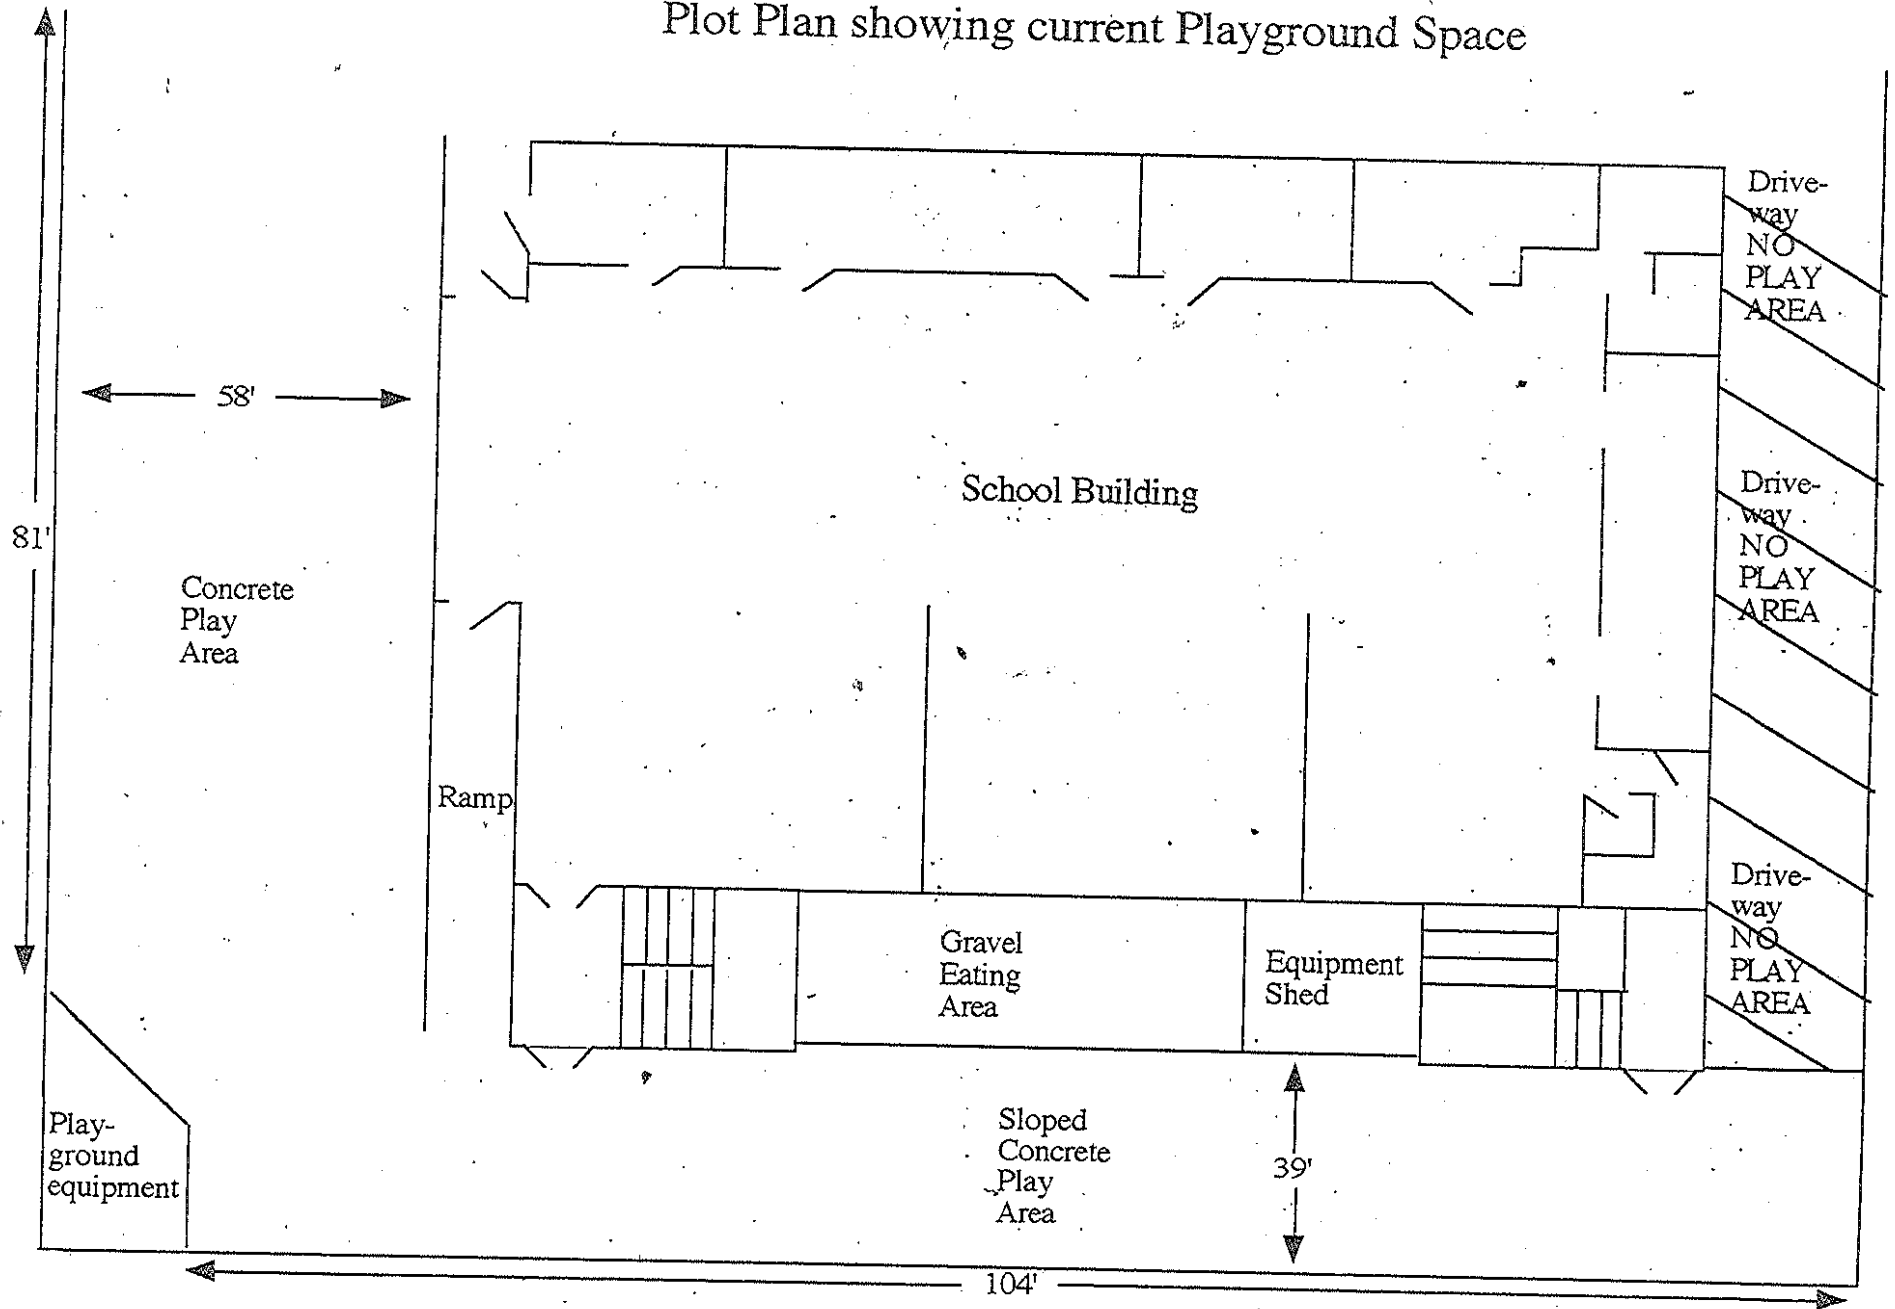 Plot Plan showing current Playground Space
Drive-
way
NO
PLAY
AREA
58'
School Building
Drive-
way
NO
PLAY
AREA
81'
Concrete
Play
Area
Ramp
Drive-
way
NO
PLAY
AREA
Gravel
Eating
Area
Equipment
Shed
Play-
ground
equipment
Sloped
Concrete
Play
Area
39'
104'